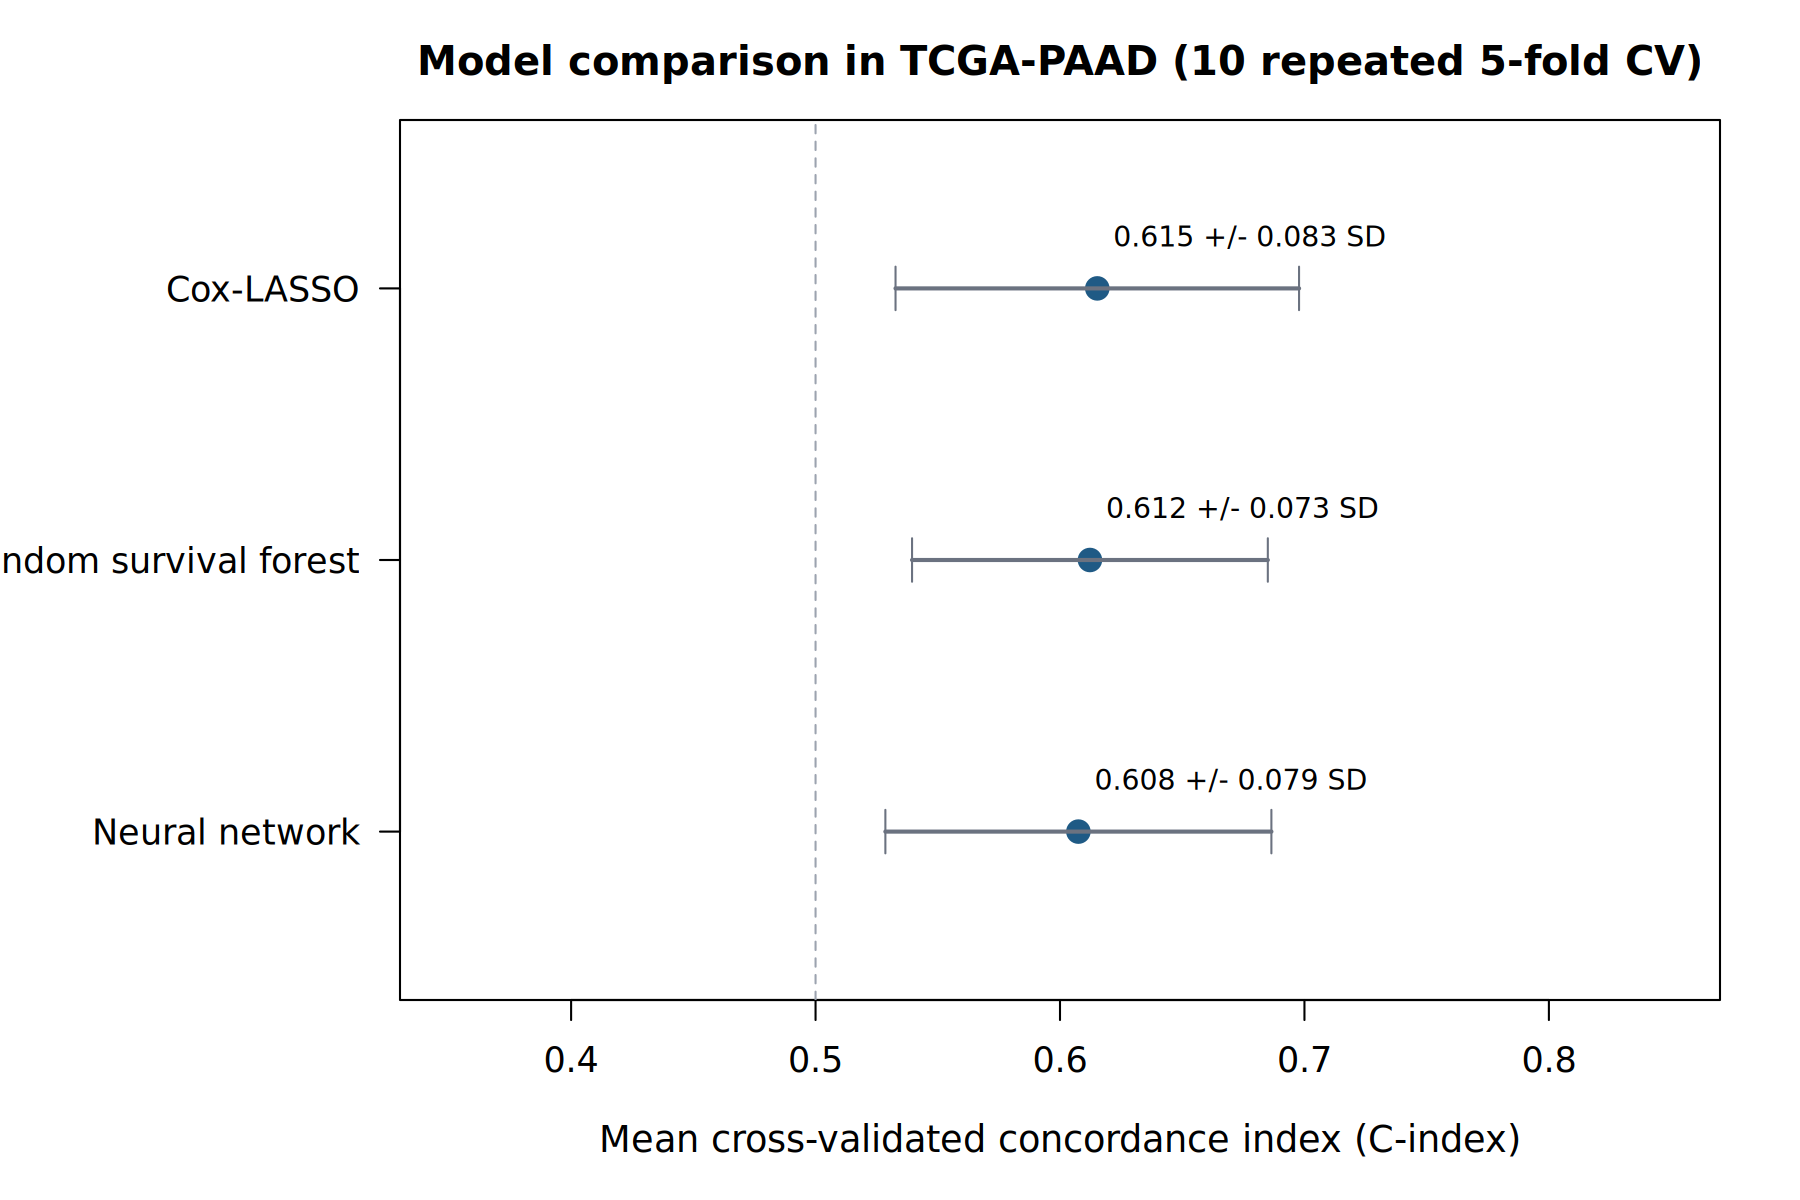 Model comparison in TCGA-PAAD (10 repeated 5-fold CV)
0.615 +/- 0.083 SD
Cox-LASSO
0.612 +/- 0.073 SD
ndom survival forest
0.608 +/- 0.079 SD
Neural network
0.4 0.5 0.6 0.7 0.8
Mean cross-validated concordance index (C-index)